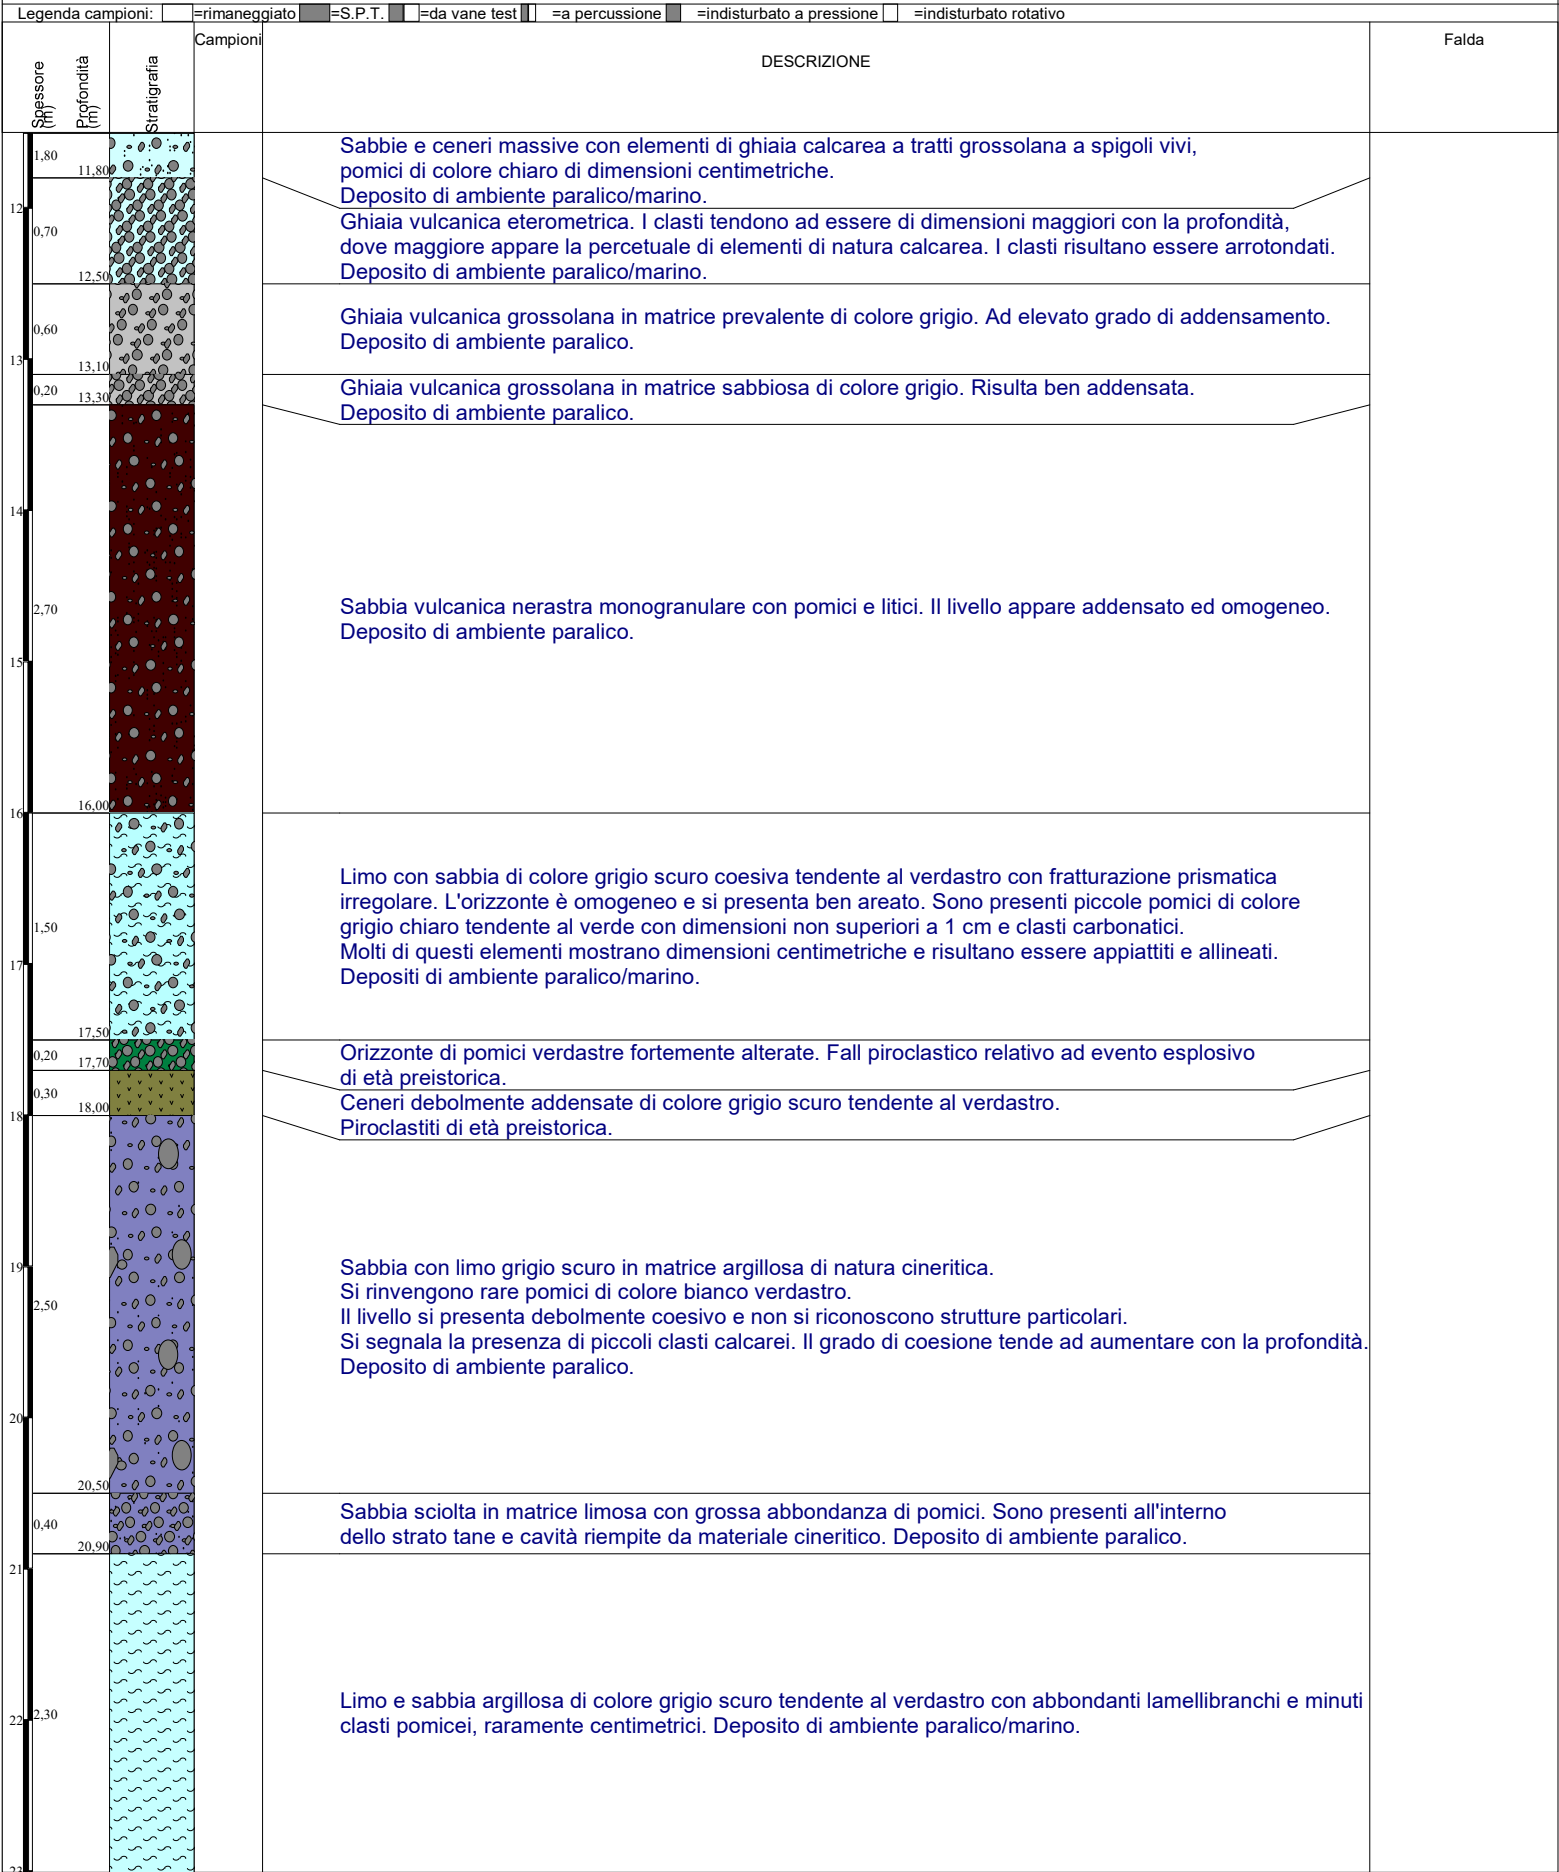 Legenda campioni: =rimaneggiato =S.P.T. =da vane test =a percussione =indisturbato a pressione =indisturbato rotativo
Spessore (m)
Profondità (m)
Stratigrafia
Campioni
DESCRIZIONE
Falda
1,80
11,80
Sabbie e ceneri massive con elementi di ghiaia calcarea a tratti grossolana a spigoli vivi,
pomici di colore chiaro di dimensioni centimetriche.
Deposito di ambiente paralico/marino.
12
0,70
12,50
Ghiaia vulcanica eterometrica. I clasti tendono ad essere di dimensioni maggiori con la profondità,
dove maggiore appare la percetuale di elementi di natura calcarea. I clasti risultano essere arrotondati.
Deposito di ambiente paralico/marino.
0,60
13
13,10
Ghiaia vulcanica grossolana in matrice prevalente di colore grigio. Ad elevato grado di addensamento.
Deposito di ambiente paralico.
0,20
13,30
Ghiaia vulcanica grossolana in matrice sabbiosa di colore grigio. Risulta ben addensata.
Deposito di ambiente paralico.
14
2,70
15
16,00
Sabbia vulcanica nerastra monogranulare con pomici e litici. Il livello appare addensato ed omogeneo.
Deposito di ambiente paralico.
16
1,50
17
17,50
Limo con sabbia di colore grigio scuro coesiva tendente al verdastro con fratturazione prismatica
irregolare. L'orizzonte è omogeneo e si presenta ben areato. Sono presenti piccole pomici di colore
grigio chiaro tendente al verde con dimensioni non superiori a 1 cm e clasti carbonatici.
Molti di questi elementi mostrano dimensioni centimetriche e risultano essere appiattiti e allineati.
Depositi di ambiente paralico/marino.
0,20
17,70
Orizzonte di pomici verdastre fortemente alterate. Fall piroclastico relativo ad evento esplosivo
di età preistorica.
0,30
18,00
Ceneri debolmente addensate di colore grigio scuro tendente al verdastro.
Piroclastiti di età preistorica.
18
19
2,50
20
20,50
Sabbia con limo grigio scuro in matrice argillosa di natura cineritica.
Si rinvengono rare pomici di colore bianco verdastro.
Il livello si presenta debolmente coesivo e non si riconoscono strutture particolari.
Si segnala la presenza di piccoli clasti calcarei. Il grado di coesione tende ad aumentare con la profondità.
Deposito di ambiente paralico.
0,40
20,90
Sabbia sciolta in matrice limosa con grossa abbondanza di pomici. Sono presenti all'interno
dello strato tane e cavità riempite da materiale cineritico. Deposito di ambiente paralico.
21
22
2,30
Limo e sabbia argillosa di colore grigio scuro tendente al verdastro con abbondanti lamellibranchi e minuti
clasti pomicei, raramente centimetrici. Deposito di ambiente paralico/marino.
23